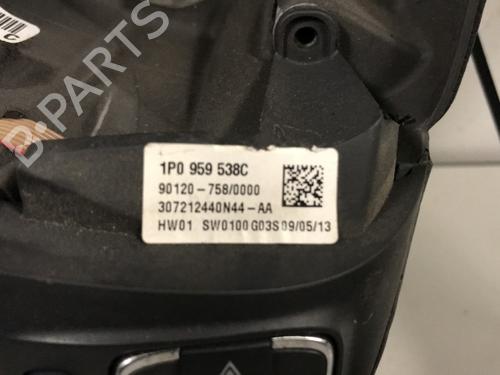 B-PARTS
C
1P0 959 538C
90120-758/0000
307212440N44-AA
HW01 SW0100 G03S 09/05/13